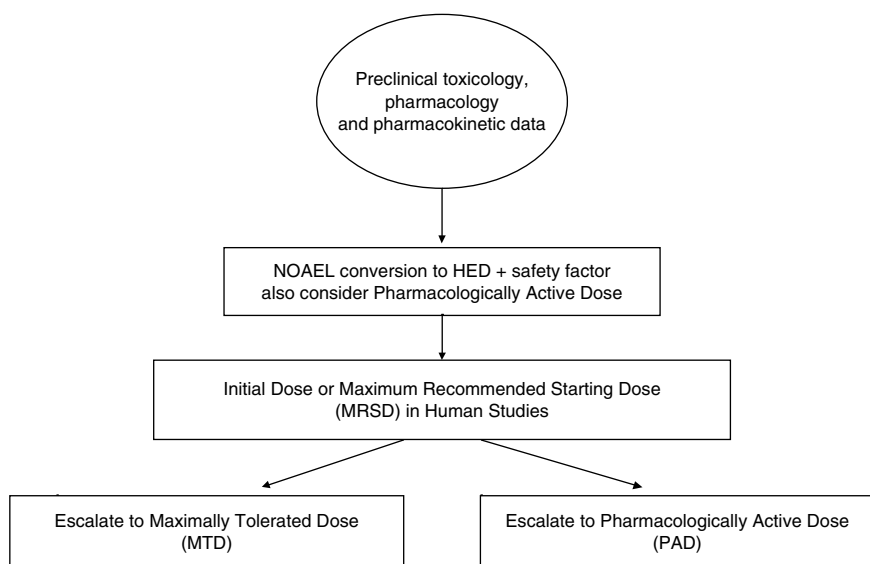 Preclinical toxicology,
pharmacology
and pharmacokinetic data
NOAEL conversion to HED + safety factor
also consider Pharmacologically Active Dose
Initial Dose or Maximum Recommended Starting Dose
(MRSD) in Human Studies
Escalate to Maximally Tolerated Dose
(MTD)
Escalate to Pharmacologically Active Dose
(PAD)